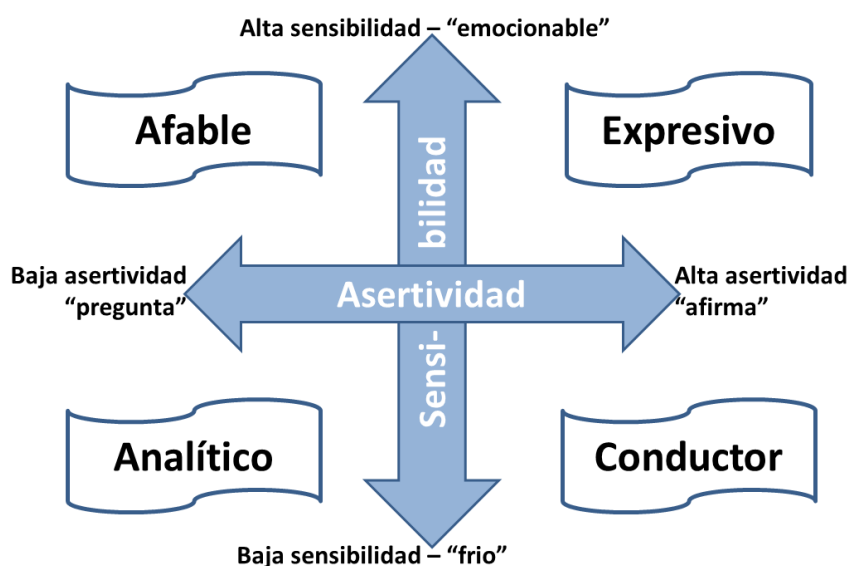 Alta sensibilidad – “emocionable”
Afable
Expresivo
Sensi-
bilidad
Baja asertividad
“pregunta”
Asertividad
Alta asertividad
“afirma”
Analítico
Conductor
Baja sensibilidad – “frio”